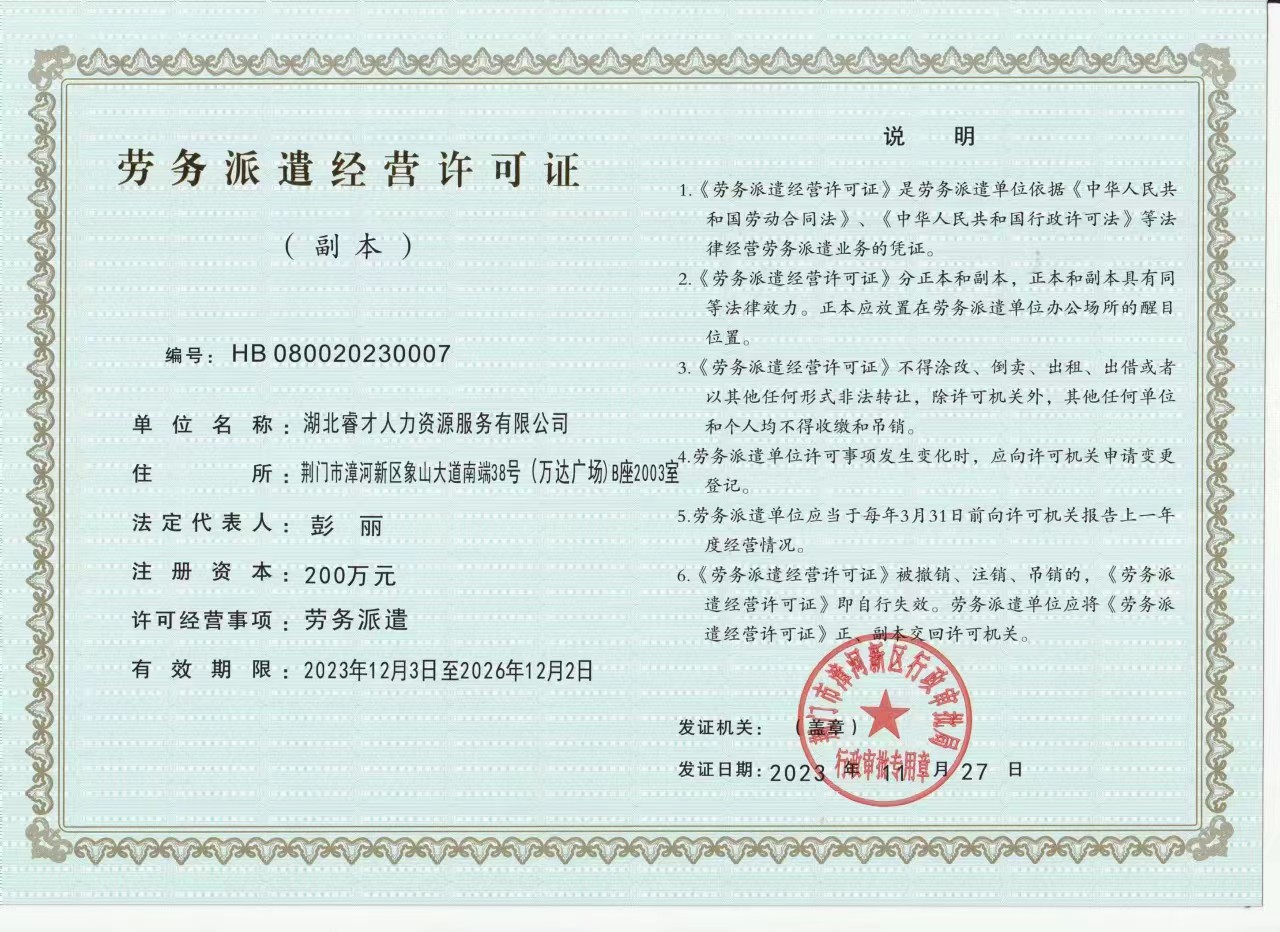 劳务派遣经营许可证
（副本）
编号：HB 080020230007
单位名称：湖北睿才人力资源服务有限公司
住所：荆门市漳河新区象山大道南端38号（万达广场）B座2003室
法定代表人：彭丽
注册资本：200万元
许可经营事项：劳务派遣
有效期限：2023年12月3日至2026年12月2日
说明
1.《劳务派遣经营许可证》是劳务派遣单位依据《中华人民共
和国劳动合同法》、《中华人民共和国行政许可法》等法
律经营劳务派遣业务的凭证。
2.《劳务派遣经营许可证》分正本和副本，正本和副本具有同
等法律效力。正本应放置在劳务派遣单位办公场所的醒目
位置。
3.《劳务派遣经营许可证》不得涂改、倒卖、出租、出借或者
以其他任何形式非法转让，除许可机关外，其他任何单位
和个人均不得收缴和吊销。
4.劳务派遣单位许可事项发生变化时，应向许可机关申请变更
登记。
5.劳务派遣单位应当于每年3月31日前向许可机关报告上一年
度经营情况。
6.《劳务派遣经营许可证》被撤销、注销、吊销的，《劳务派
遣经营许可证》即自行失效。劳务派遣单位应将《劳务派
遣经营许可证》正、副本交回许可机关。
发证机关：（盖章）
发证日期：2023年11月27日
荆门市漳河新区行政审批局
行政审批专用章